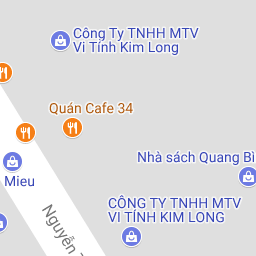 Công Ty TNHH MTV
Vi Tính Kim Long
Quán Cafe 34
Nhà sách Quang
Mieu
CÔNG TY TNHH MTV
VI TÍNH KIM LONG
Nguyễn